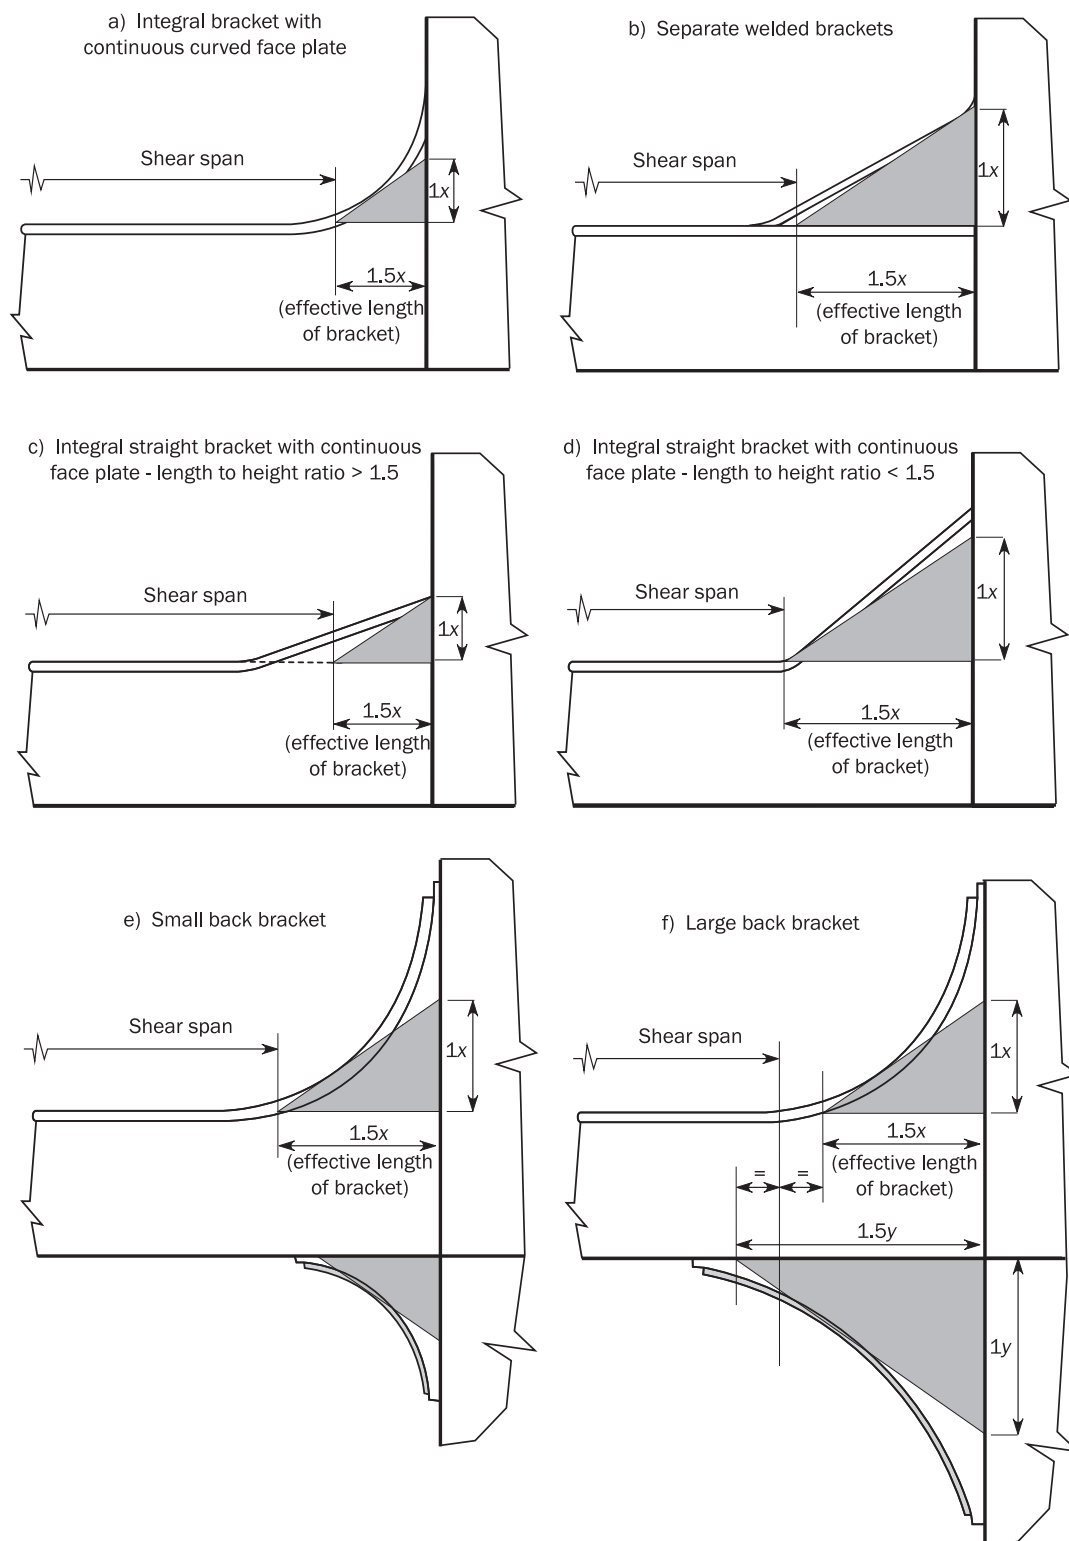 a) Integral bracket with
continuous curved face plate
Shear span
1x
1.5x
(effective length
of bracket)
b) Separate welded brackets
Shear span
1x
1.5x
(effective length
of bracket)
c) Integral straight bracket with continuous
face plate - length to height ratio > 1.5
Shear span
1x
1.5x
(effective length
of bracket)
d) Integral straight bracket with continuous
face plate - length to height ratio < 1.5
Shear span
1x
1.5x
(effective length
of bracket)
e) Small back bracket
Shear span
1x
1.5x
(effective length
of bracket)
f) Large back bracket
Shear span
1x
1.5x
(effective length
of bracket)
= =
1.5y
1y